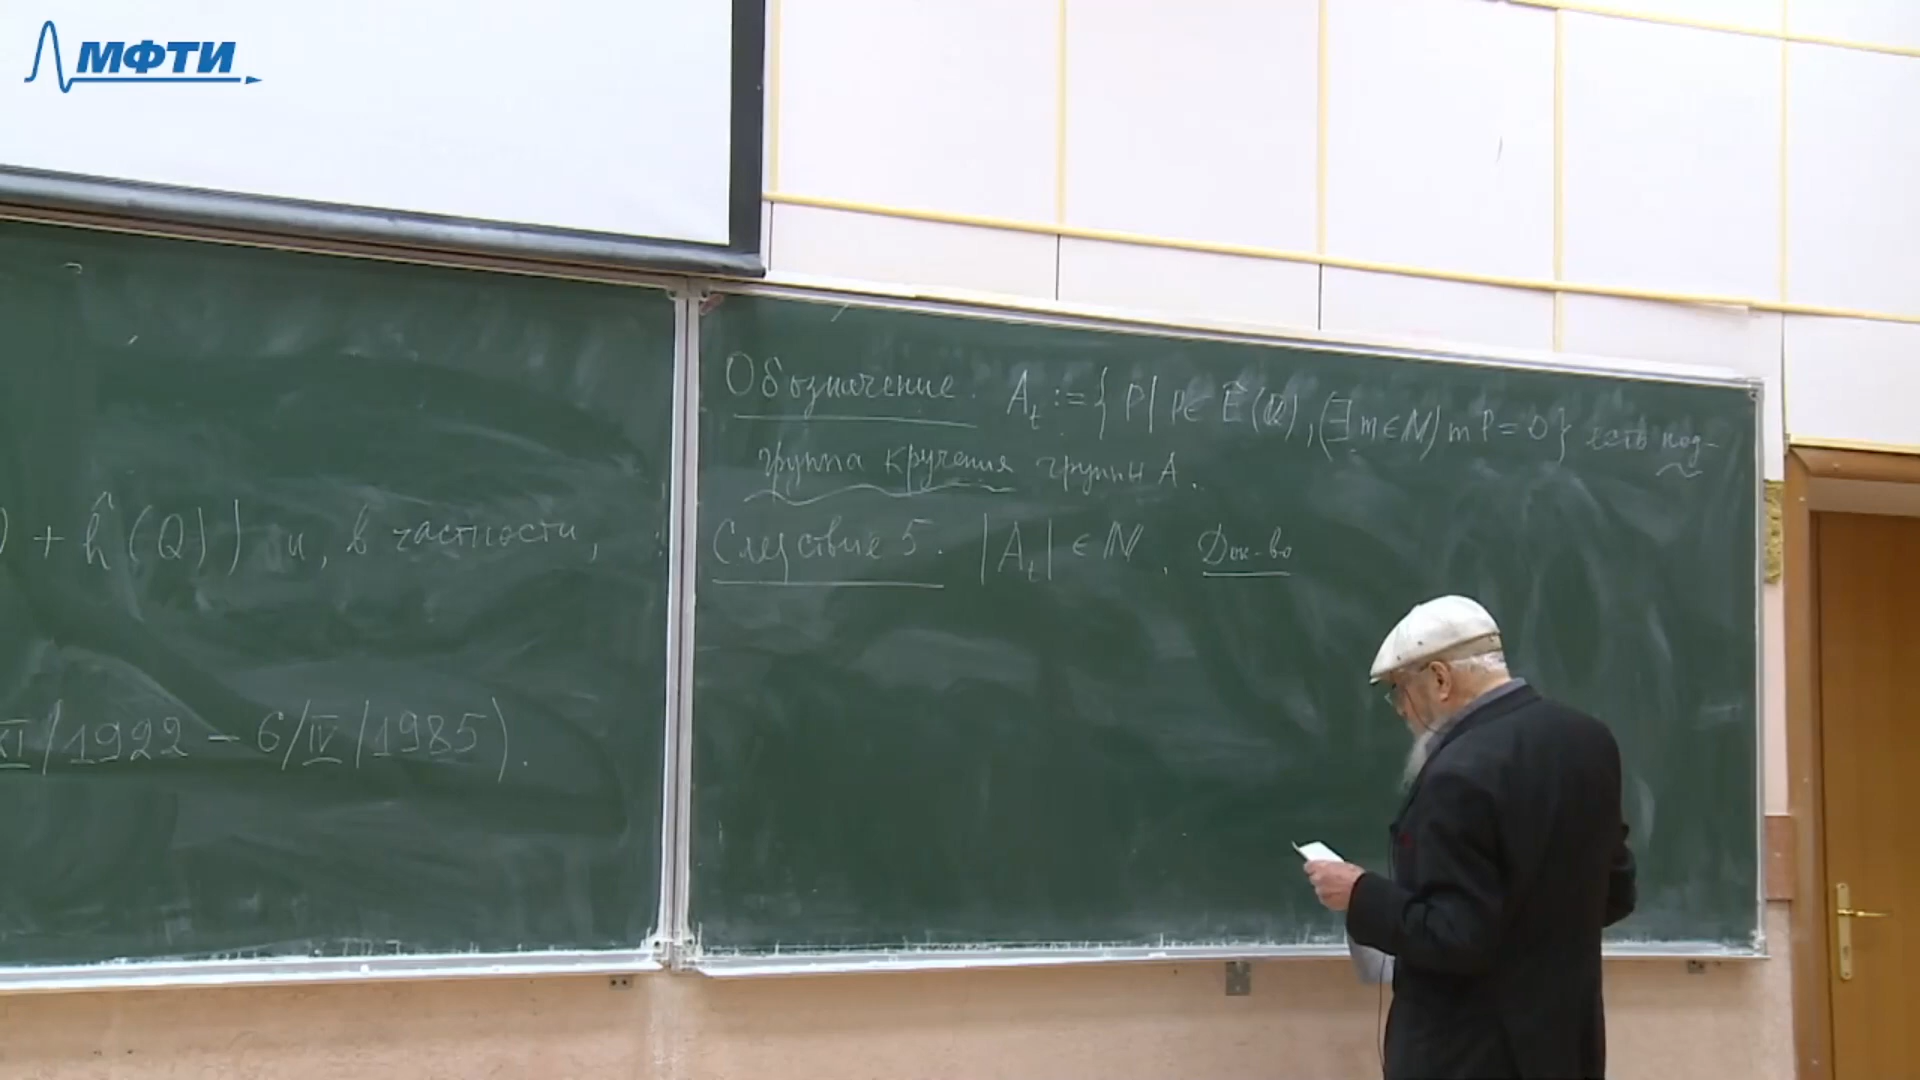 МФТИ
) + ĥ(Q)) и, в частности,
XI/1922 – 6/IV/1985).
Обозначение. A_t := { P | P ∈ Ê(Q), (∃ m ∈ N) mP = 0 } есть под-
группа кручения группы A.
Следствие 5. |A_t| ∈ N. Док-во